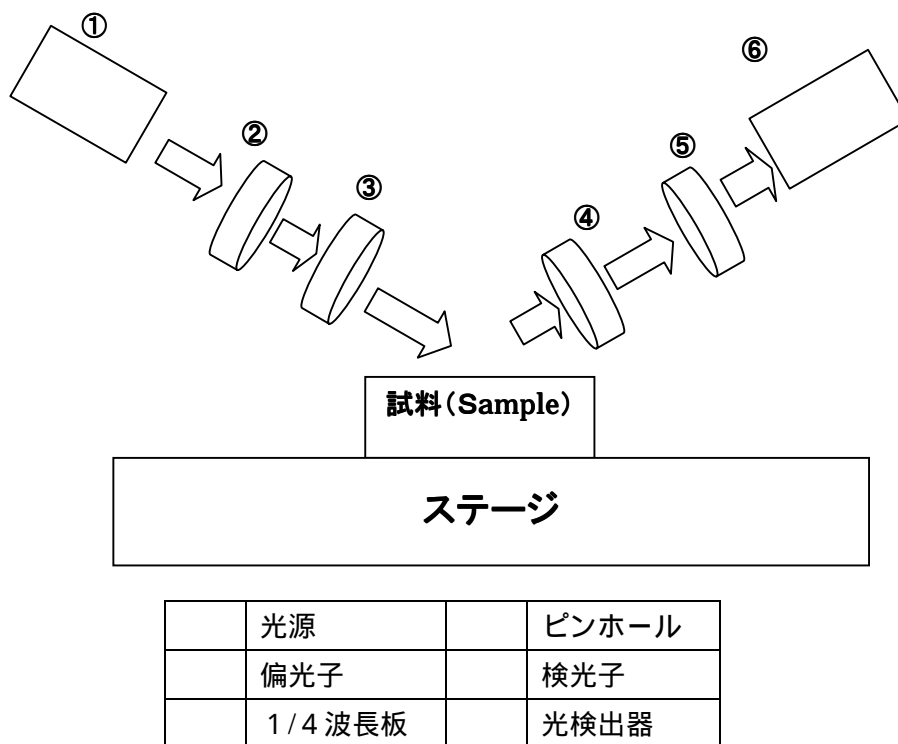 ①
②
③
④
⑤
⑥
試料(Sample)
ステージ
光源 ピンホール
偏光子 検光子
1/4波長板 光検出器